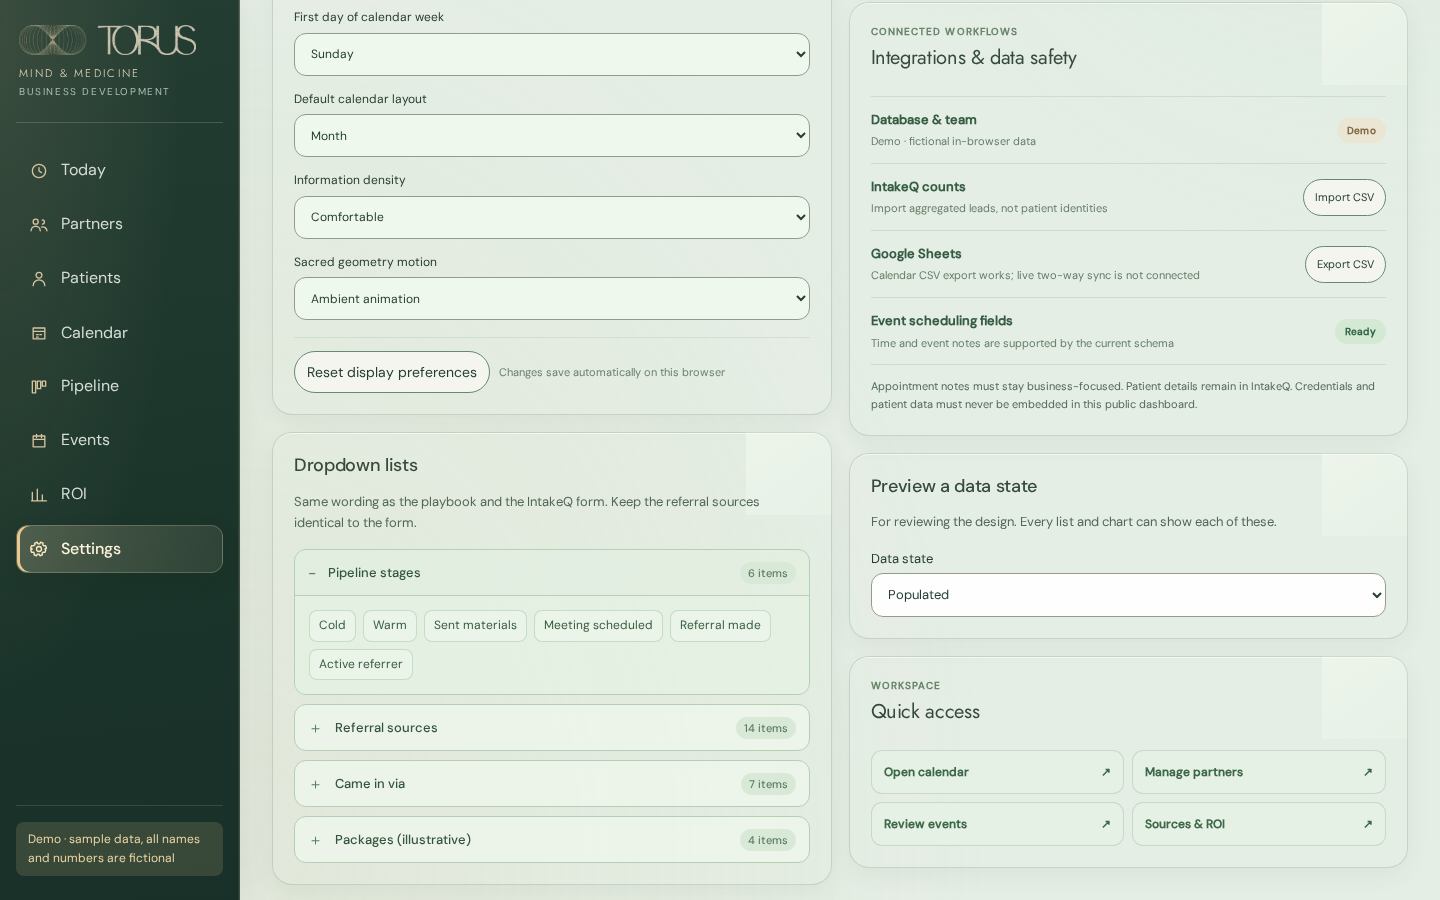 TORUS
MIND & MEDICINE
BUSINESS DEVELOPMENT
Today
Partners
Patients
Calendar
Pipeline
Events
ROI
Settings
Demo · sample data, all names
and numbers are fictional
First day of calendar week
Sunday
Default calendar layout
Month
Information density
Comfortable
Sacred geometry motion
Ambient animation
Reset display preferences
Changes save automatically on this browser
Dropdown lists
Same wording as the playbook and the IntakeQ form. Keep the referral sources
identical to the form.
− Pipeline stages 6 items
Cold Warm Sent materials Meeting scheduled Referral made
Active referrer
+ Referral sources 14 items
+ Came in via 7 items
+ Packages (illustrative) 4 items
CONNECTED WORKFLOWS
Integrations & data safety
Database & team
Demo · fictional in-browser data
Demo
IntakeQ counts
Import aggregated leads, not patient identities
Import CSV
Google Sheets
Calendar CSV export works; live two-way sync is not connected
Export CSV
Event scheduling fields
Time and event notes are supported by the current schema
Ready
Appointment notes must stay business-focused. Patient details remain in IntakeQ. Credentials and
patient data must never be embedded in this public dashboard.
Preview a data state
For reviewing the design. Every list and chart can show each of these.
Data state
Populated
WORKSPACE
Quick access
Open calendar ↗ Manage partners ↗
Review events ↗ Sources & ROI ↗